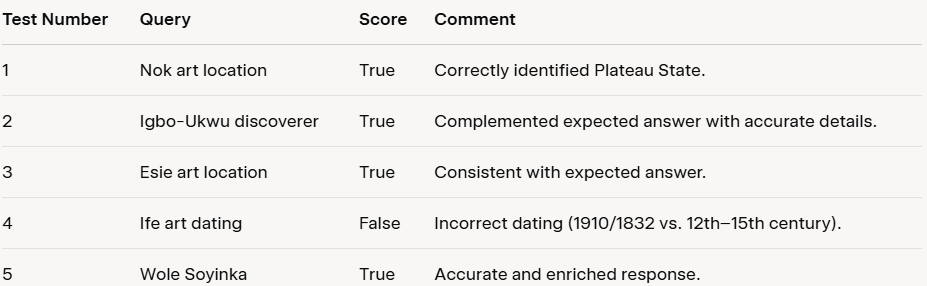 Test Number Query Score Comment
1 Nok art location True Correctly identified Plateau State.
2 Igbo-Ukwu discoverer True Complemented expected answer with accurate details.
3 Esie art location True Consistent with expected answer.
4 Ife art dating False Incorrect dating (1910/1832 vs. 12th–15th century).
5 Wole Soyinka True Accurate and enriched response.